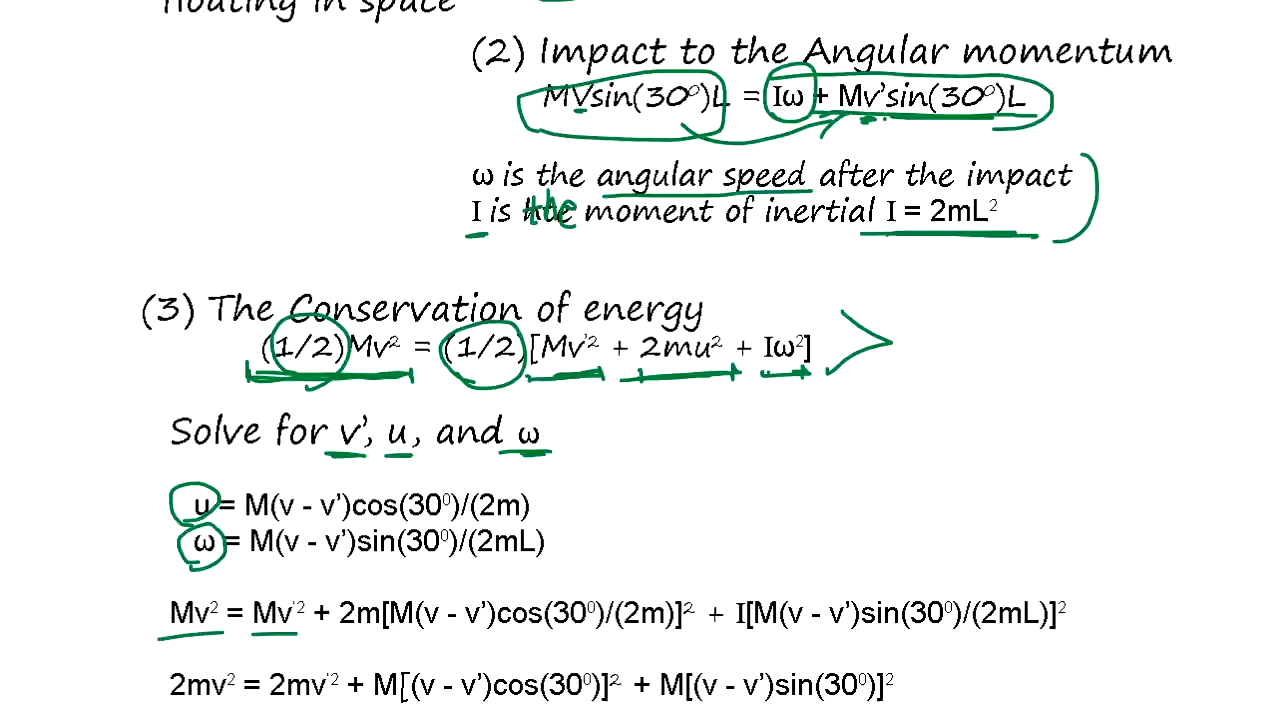 floating in space
(2) Impact to the Angular momentum
MVsin(30⁰)L = Iω + Mv'sin(30⁰)L
ω is the angular speed after the impact
I is the moment of inertial I = 2mL²
(3) The Conservation of energy
(1/2)Mv² = (1/2)[Mv'² + 2mu² + Iω²]
Solve for v', u, and ω
u = M(v - v')cos(30⁰)/(2m)
ω = M(v - v')sin(30⁰)/(2mL)
Mv² = Mv'² + 2m[M(v - v')cos(30⁰)/(2m)]² + I[M(v - v')sin(30⁰)/(2mL)]²
2mv² = 2mv'² + M[(v - v')cos(30⁰)]² + M[(v - v')sin(30⁰)]²